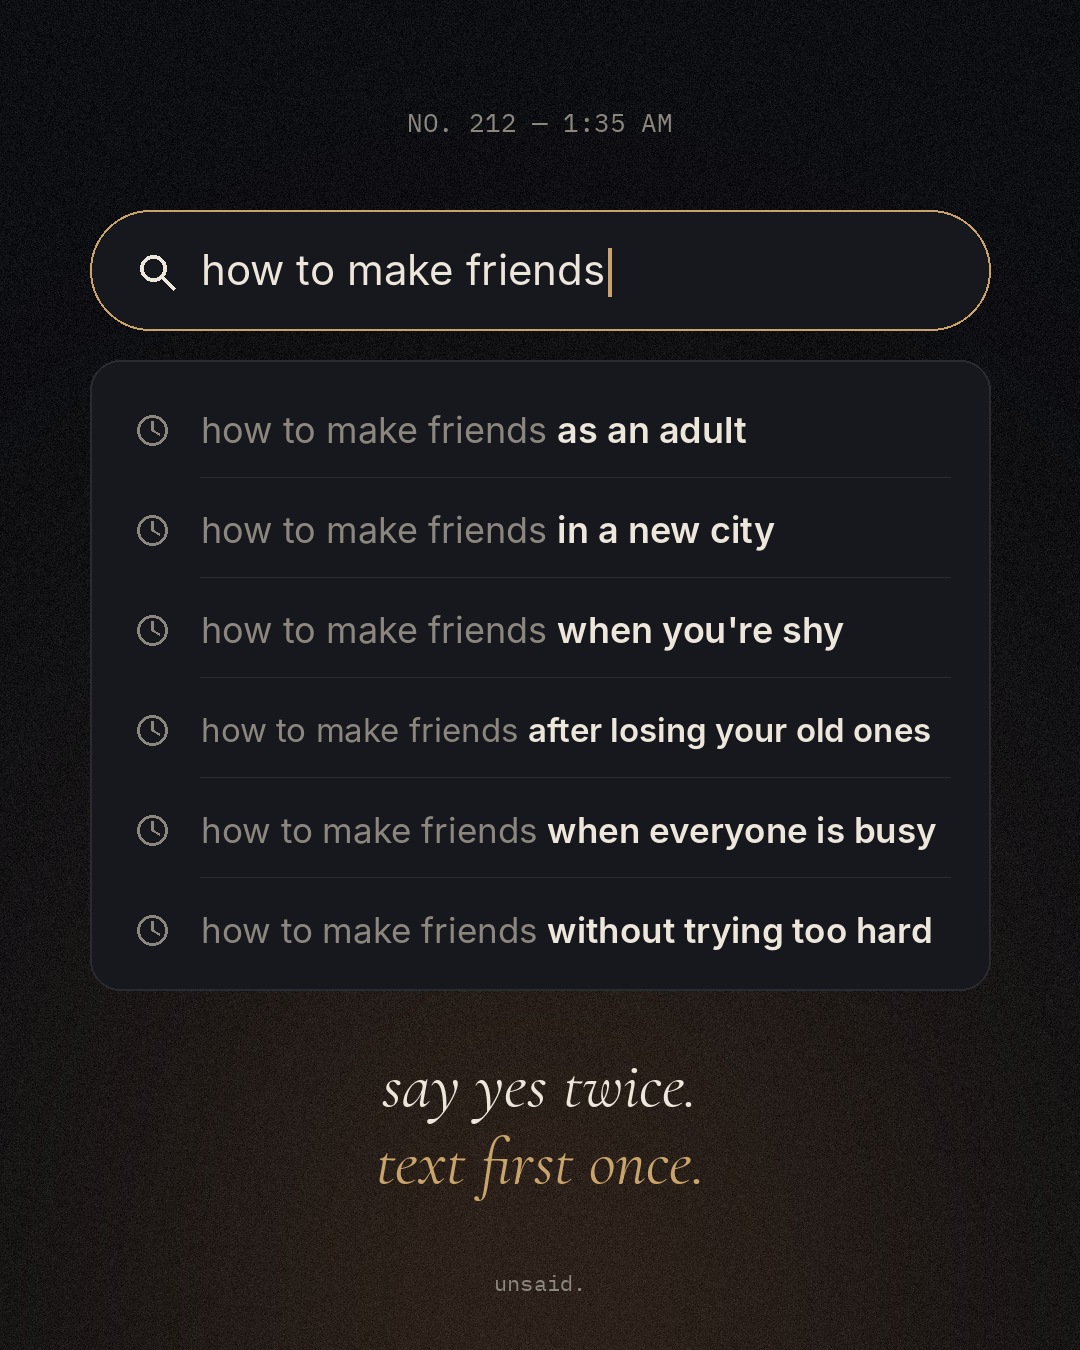 NO. 212 — 1:35 AM
how to make friends
how to make friends as an adult
how to make friends in a new city
how to make friends when you're shy
how to make friends after losing your old ones
how to make friends when everyone is busy
how to make friends without trying too hard
say yes twice.
text first once.
unsaid.